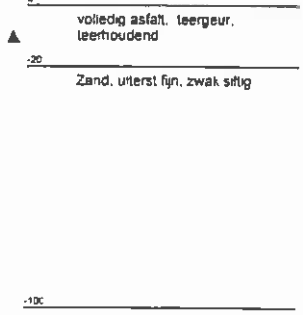 volledig asfalt, teergeur,
teerhoudend
-20
Zand, uiterst fijn, zwak siltig
-100